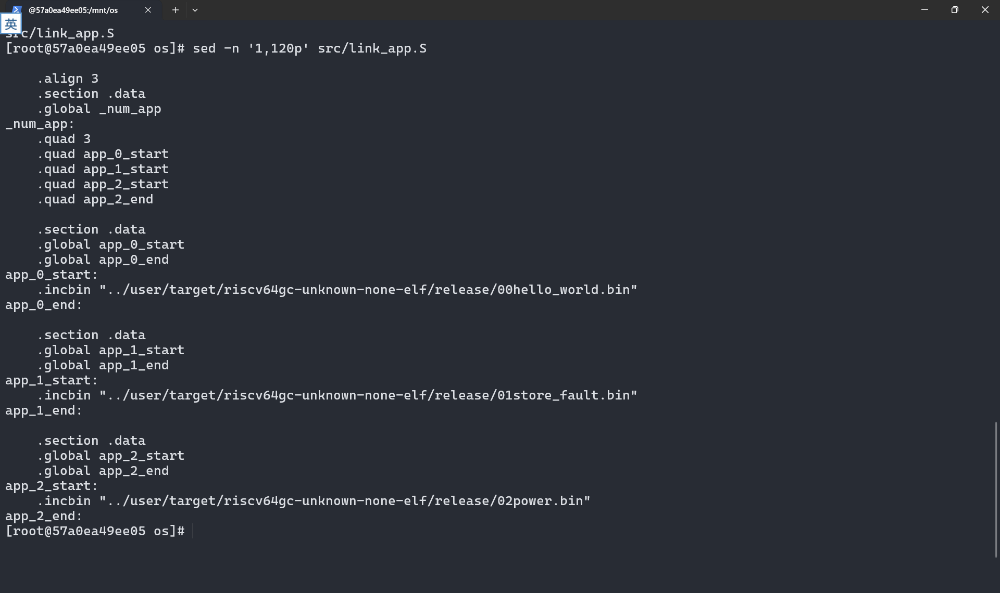 @57a0ea49ee05:/mnt/os
英
src/link_app.S
[root@57a0ea49ee05 os]# sed -n '1,120p' src/link_app.S
.align 3
.section .data
.global _num_app
_num_app:
.quad 3
.quad app_0_start
.quad app_1_start
.quad app_2_start
.quad app_2_end
.section .data
.global app_0_start
.global app_0_end
app_0_start:
.incbin "../user/target/riscv64gc-unknown-none-elf/release/00hello_world.bin"
app_0_end:
.section .data
.global app_1_start
.global app_1_end
app_1_start:
.incbin "../user/target/riscv64gc-unknown-none-elf/release/01store_fault.bin"
app_1_end:
.section .data
.global app_2_start
.global app_2_end
app_2_start:
.incbin "../user/target/riscv64gc-unknown-none-elf/release/02power.bin"
app_2_end:
[root@57a0ea49ee05 os]#